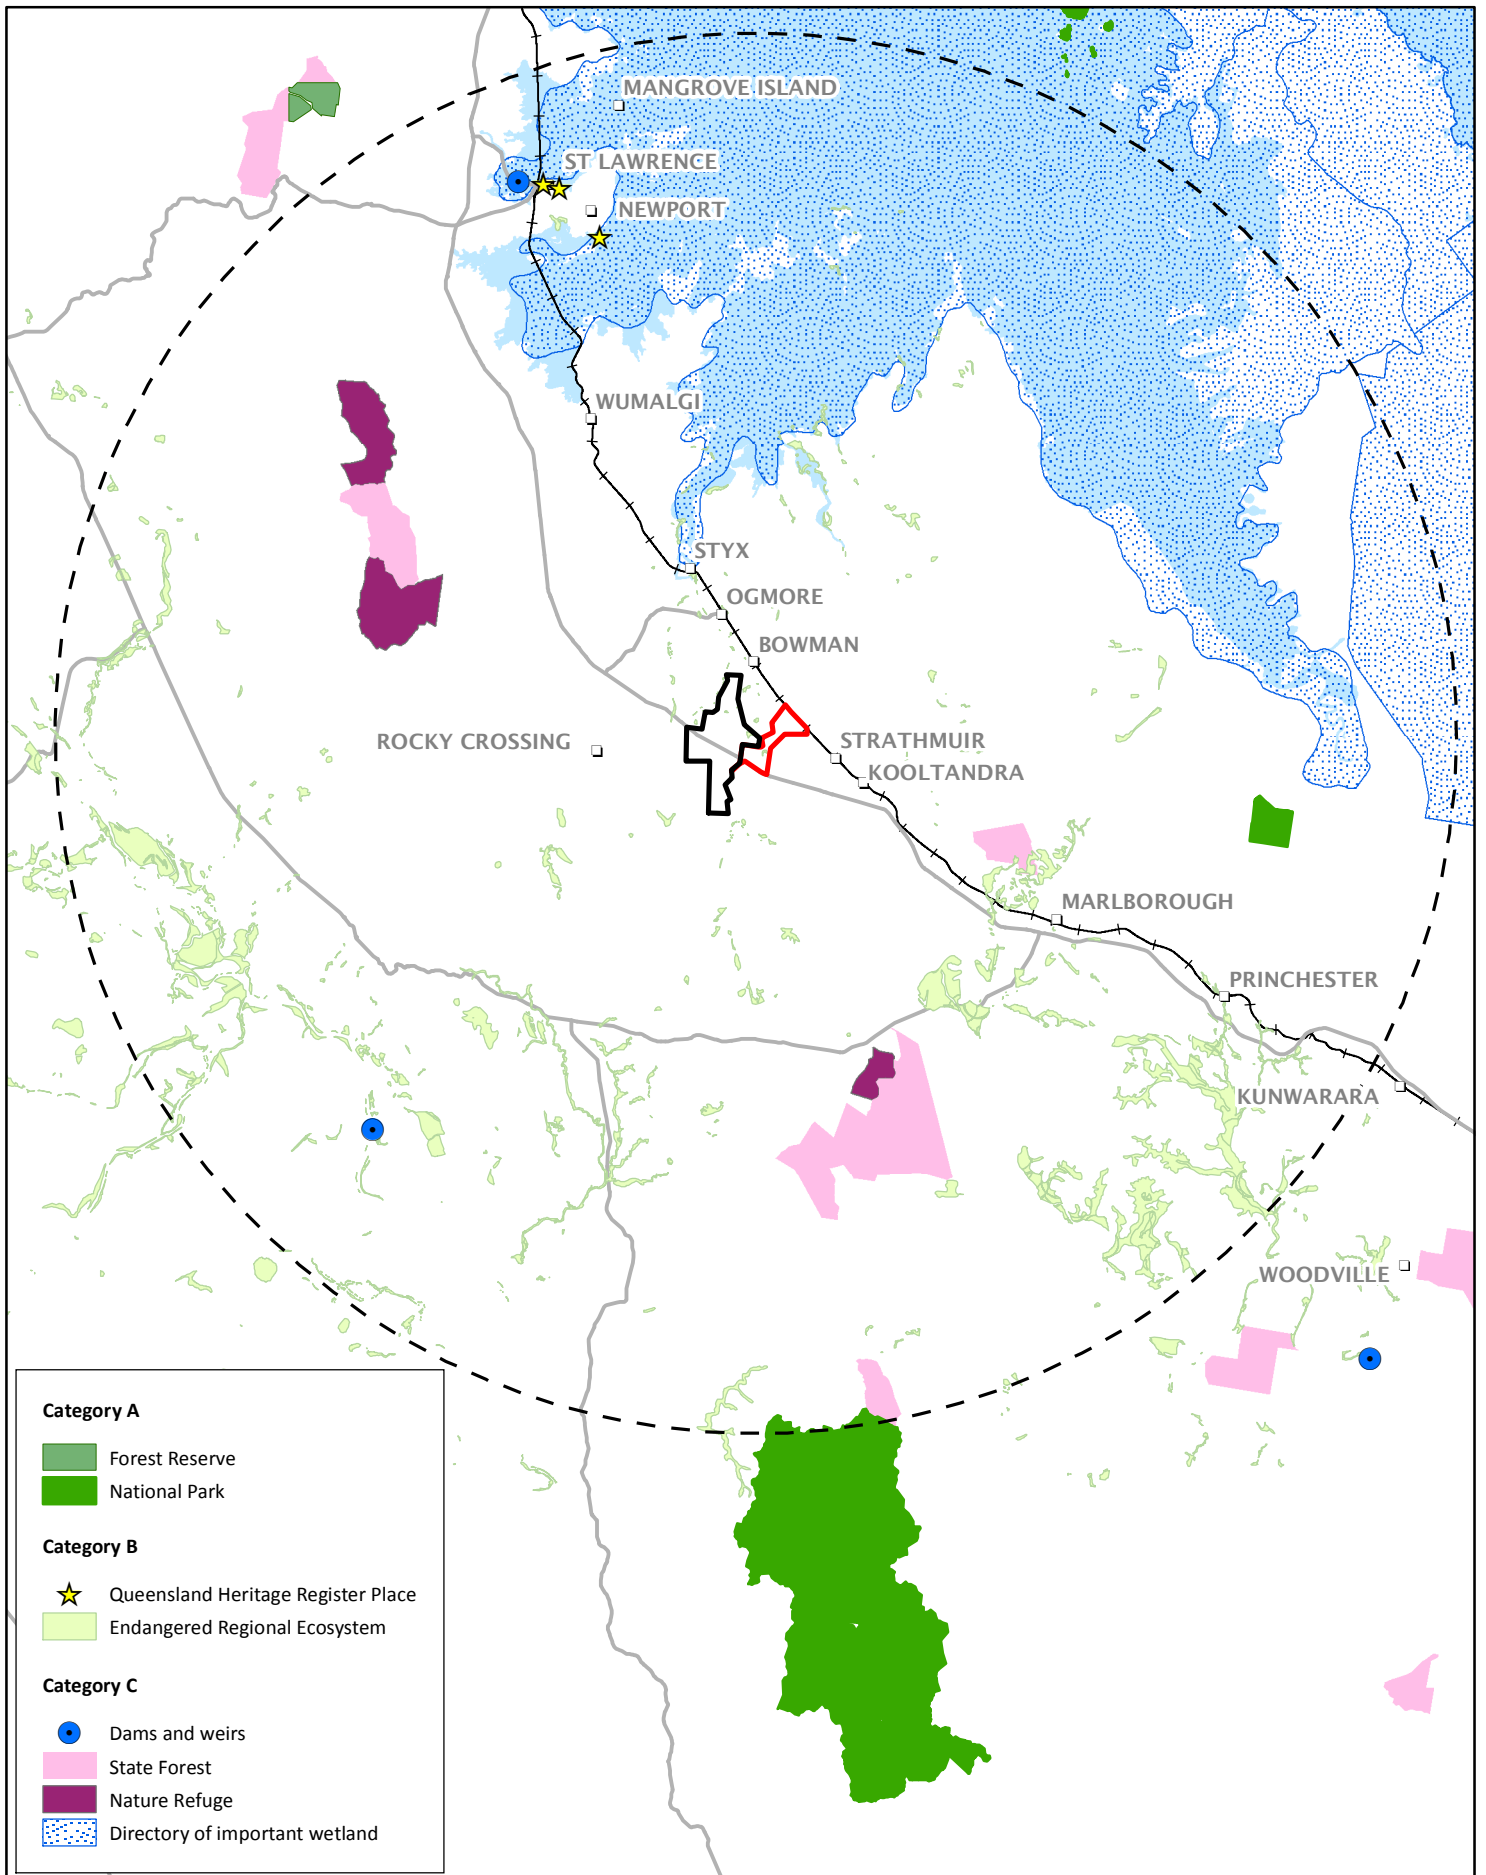 MANGROVE ISLAND
ST LAWRENCE
NEWPORT
WUMALGI
STYX
OGMORE
BOWMAN
ROCKY CROSSING
STRATHMUIR
KOOLTANDRA
MARLBOROUGH
PRINCHESTER
KUNWARARA
WOODVILLE
Category A
Forest Reserve
National Park
Category B
Queensland Heritage Register Place
Endangered Regional Ecosystem
Category C
Dams and weirs
State Forest
Nature Refuge
Directory of important wetland